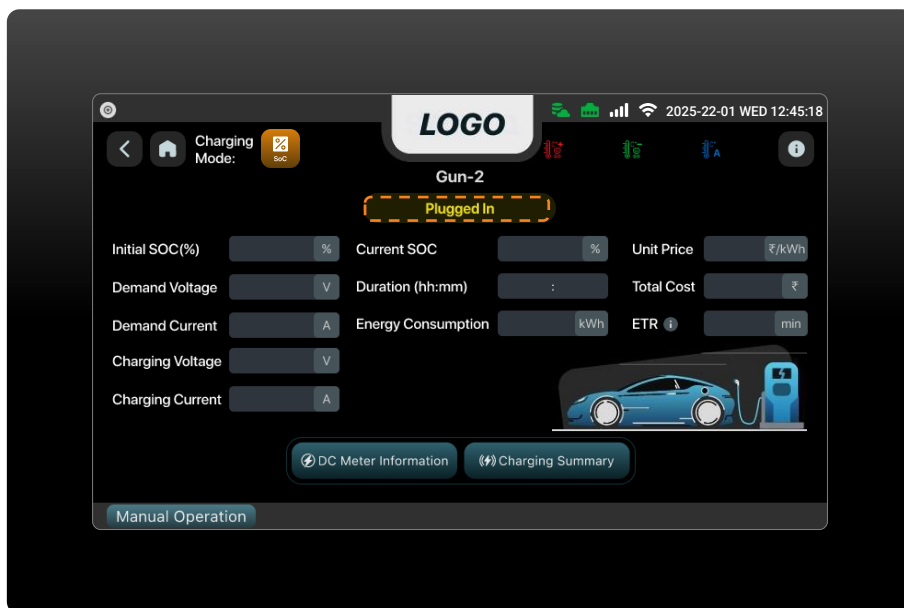 LOGO
2025-22-01 WED 12:45:18
Charging
Mode:
%
SoC
A
Gun-2
Plugged In
Initial SOC(%) %
Current SOC %
Unit Price ₹/kWh
Demand Voltage V
Duration (hh:mm) :
Total Cost ₹
Demand Current A
Energy Consumption kWh
ETR i min
Charging Voltage V
Charging Current A
DC Meter Information
Charging Summary
Manual Operation